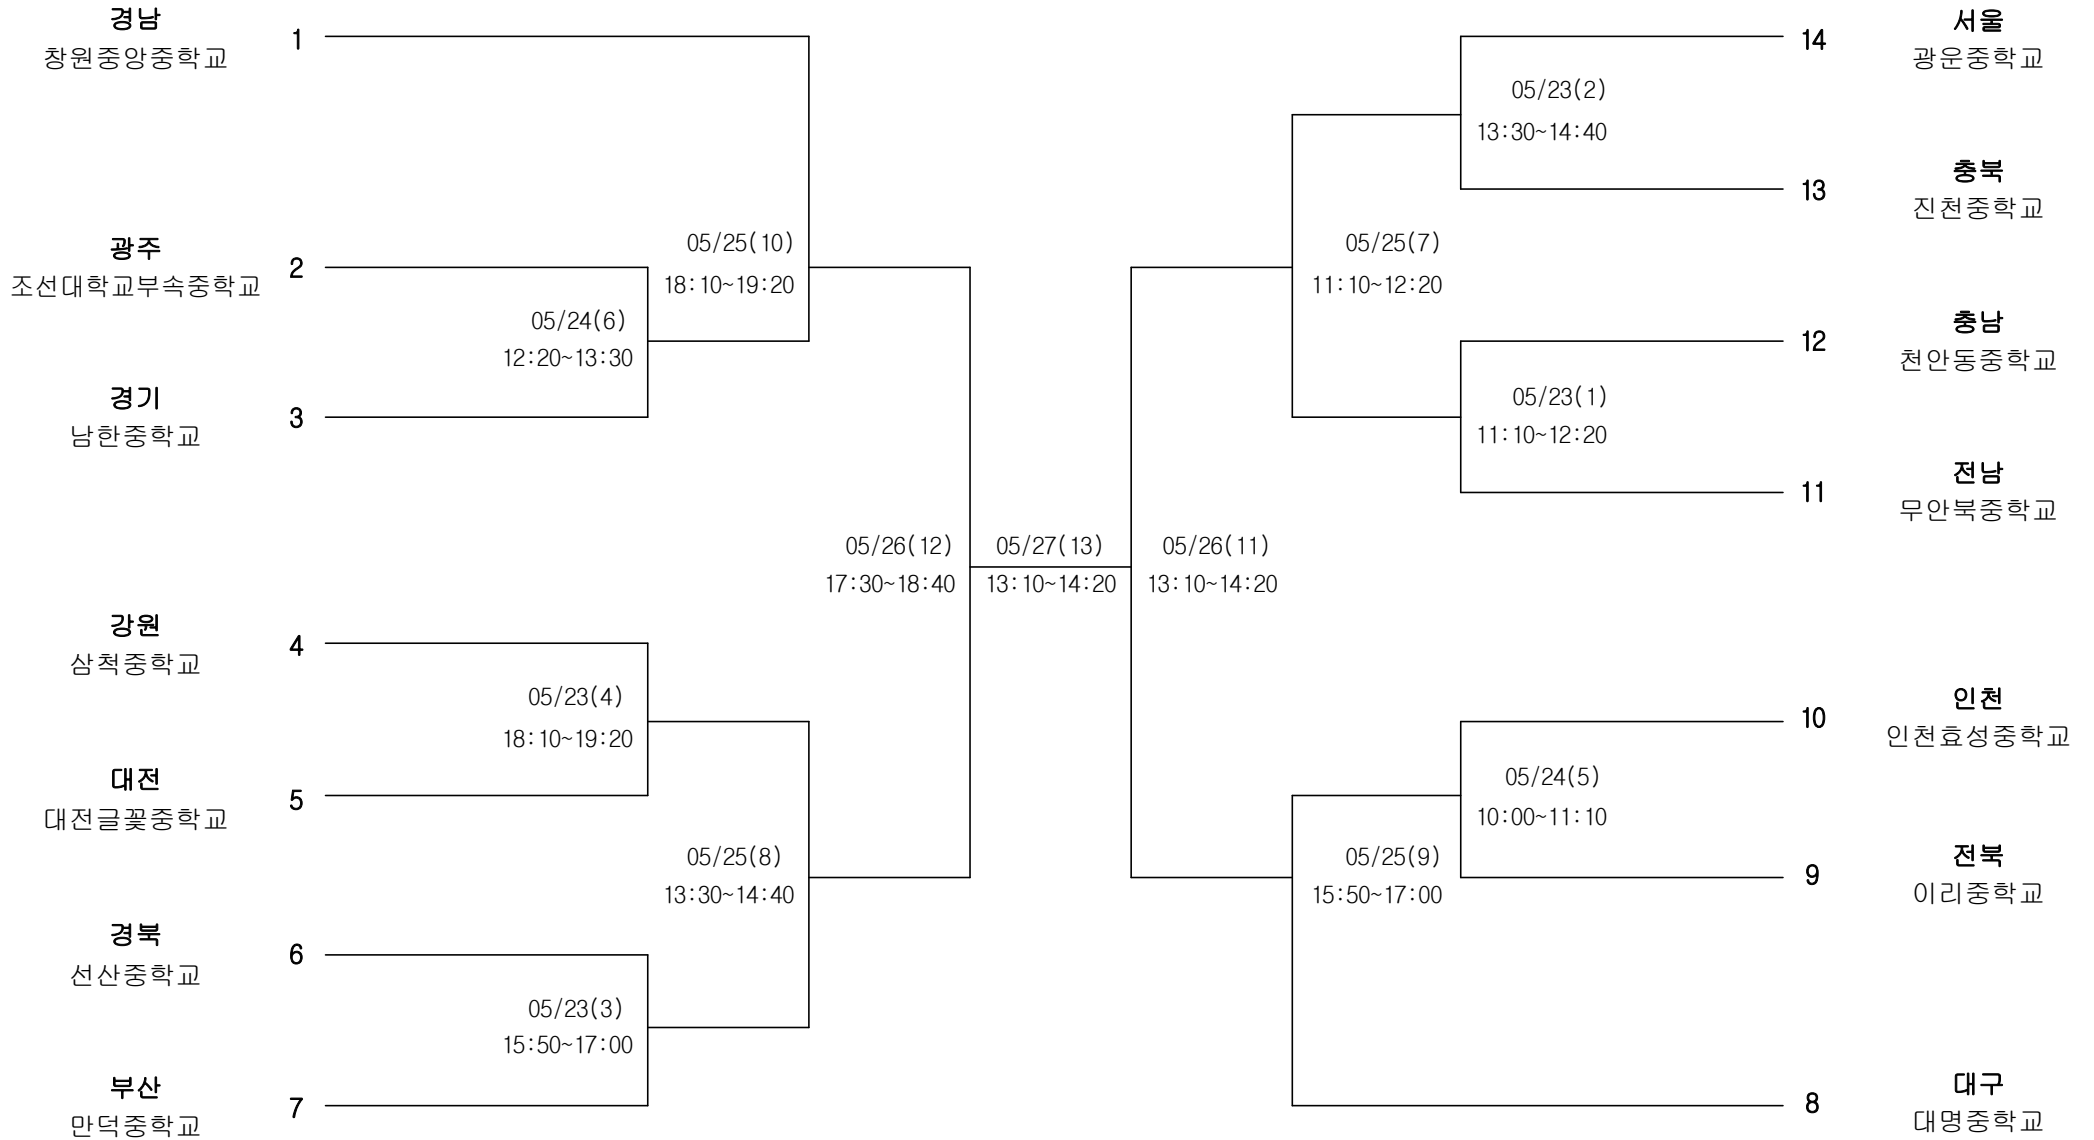 경남
창원중앙중학교
1
광주
조선대학교부속중학교
2
경기
남한중학교
3
05/24(6)
12:20~13:30
05/25(10)
18:10~19:20
강원
삼척중학교
4
대전
대전글꽃중학교
5
05/23(4)
18:10~19:20
경북
선산중학교
6
부산
만덕중학교
7
05/23(3)
15:50~17:00
05/25(8)
13:30~14:40
05/26(12)
17:30~18:40
05/27(13)
13:10~14:20
05/26(11)
13:10~14:20
05/25(7)
11:10~12:20
05/23(2)
13:30~14:40
14
서울
광운중학교
13
충북
진천중학교
05/23(1)
11:10~12:20
12
충남
천안동중학교
11
전남
무안북중학교
05/25(9)
15:50~17:00
05/24(5)
10:00~11:10
10
인천
인천효성중학교
9
전북
이리중학교
8
대구
대명중학교